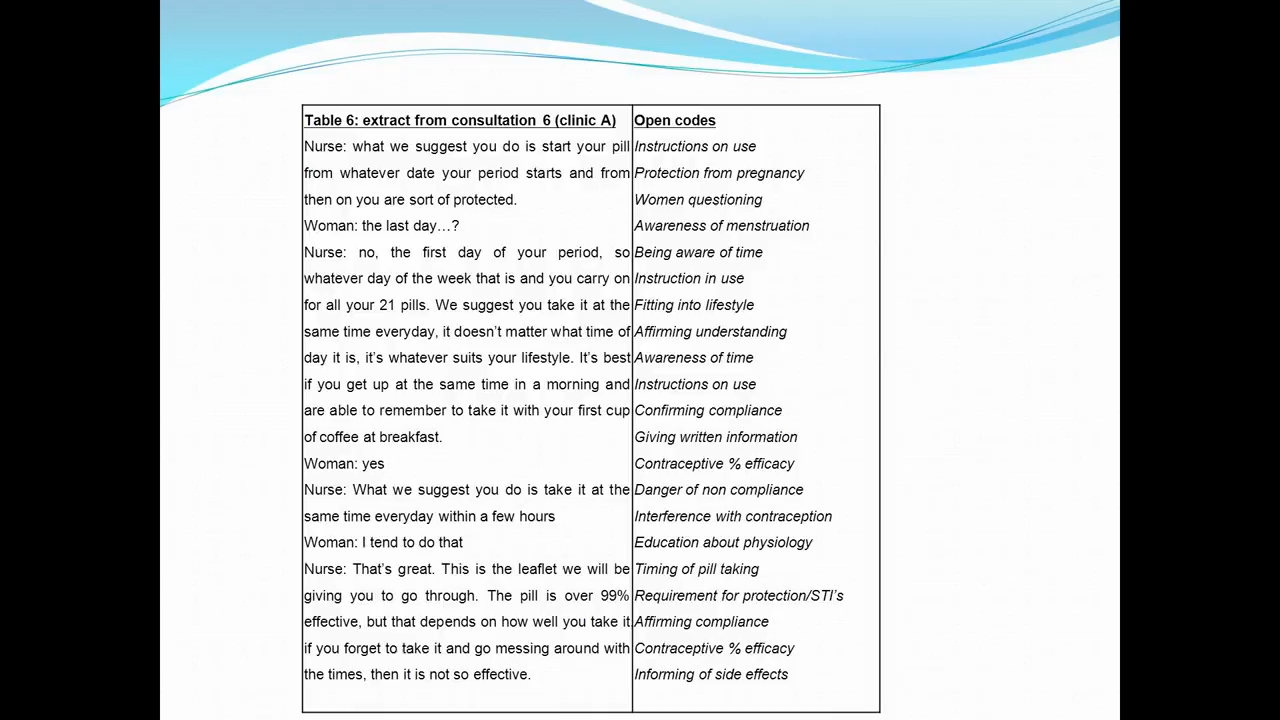 Table 6: extract from consultation 6 (clinic A)
Nurse: what we suggest you do is start your pill
from whatever date your period starts and from
then on you are sort of protected.
Woman: the last day…?
Nurse: no, the first day of your period, so
whatever day of the week that is and you carry on
for all your 21 pills. We suggest you take it at the
same time everyday, it doesn't matter what time of
day it is, it's whatever suits your lifestyle. It's best
if you get up at the same time in a morning and
are able to remember to take it with your first cup
of coffee at breakfast.
Woman: yes
Nurse: What we suggest you do is take it at the
same time everyday within a few hours
Woman: I tend to do that
Nurse: That's great. This is the leaflet we will be
giving you to go through. The pill is over 99%
effective, but that depends on how well you take it
if you forget to take it and go messing around with
the times, then it is not so effective.
Open codes
Instructions on use
Protection from pregnancy
Women questioning
Awareness of menstruation
Being aware of time
Instruction in use
Fitting into lifestyle
Affirming understanding
Awareness of time
Instructions on use
Confirming compliance
Giving written information
Contraceptive % efficacy
Danger of non compliance
Interference with contraception
Education about physiology
Timing of pill taking
Requirement for protection/STI's
Affirming compliance
Contraceptive % efficacy
Informing of side effects